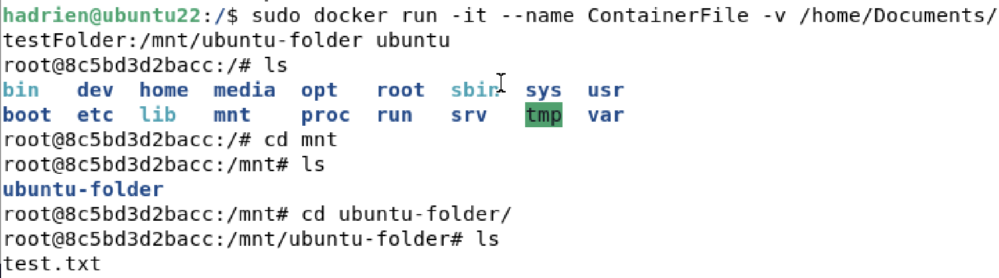 hadrien@ubuntu22:/$ sudo docker run -it --name ContainerFile -v /home/Documents/
testFolder:/mnt/ubuntu-folder ubuntu
root@8c5bd3d2bacc:/# ls
bin   dev  home  media  opt   root  sbin  sys  usr
boot  etc  lib   mnt    proc  run   srv   tmp  var
root@8c5bd3d2bacc:/# cd mnt
root@8c5bd3d2bacc:/mnt# ls
ubuntu-folder
root@8c5bd3d2bacc:/mnt# cd ubuntu-folder/
root@8c5bd3d2bacc:/mnt/ubuntu-folder# ls
test.txt